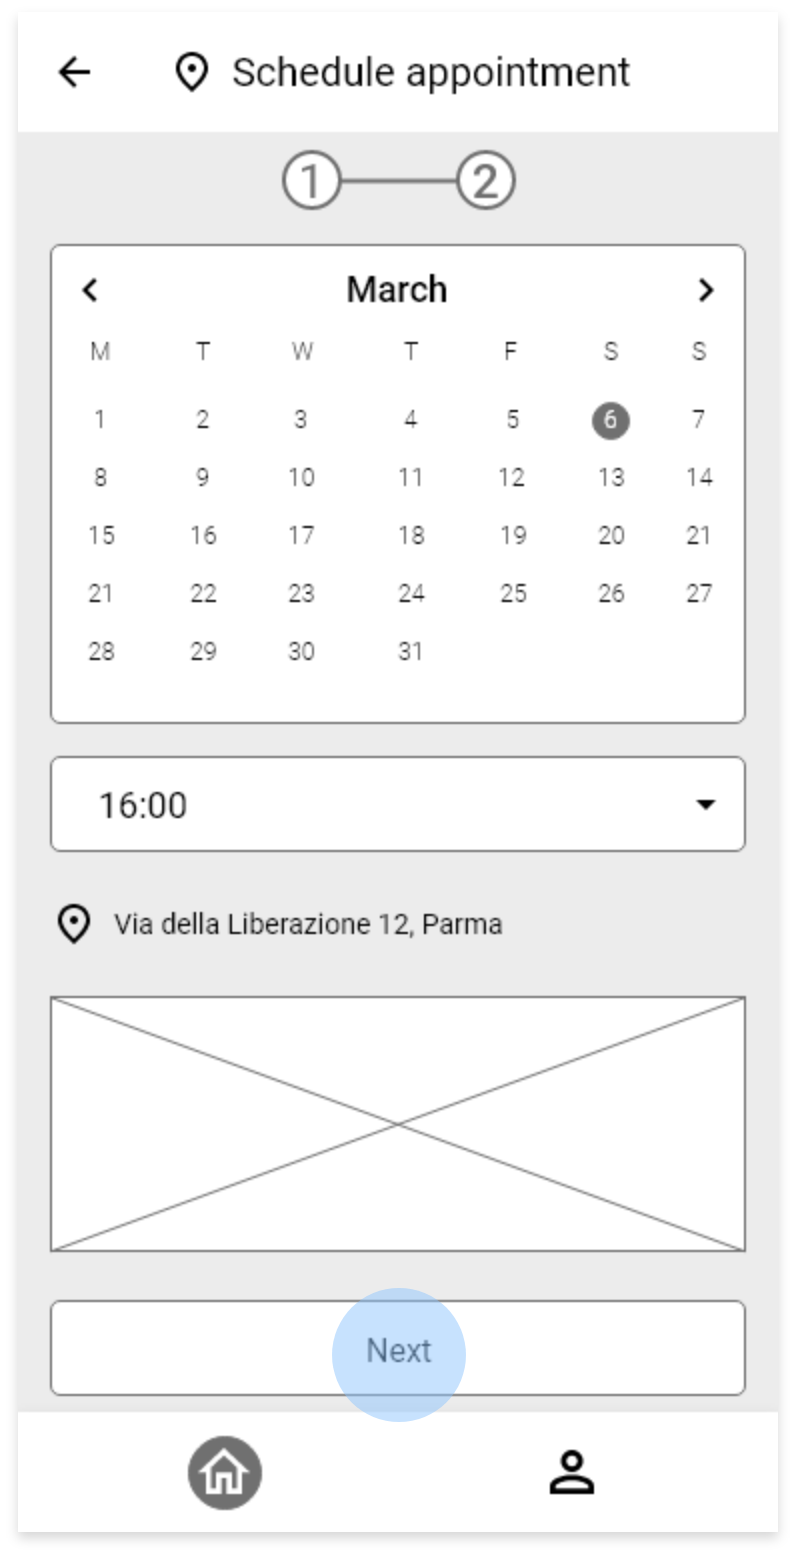 Schedule appointment
1 2
March
M T W T F S S
1 2 3 4 5 6 7
8 9 10 11 12 13 14
15 16 17 18 19 20 21
21 22 23 24 25 26 27
28 29 30 31
16:00
Via della Liberazione 12, Parma
Next